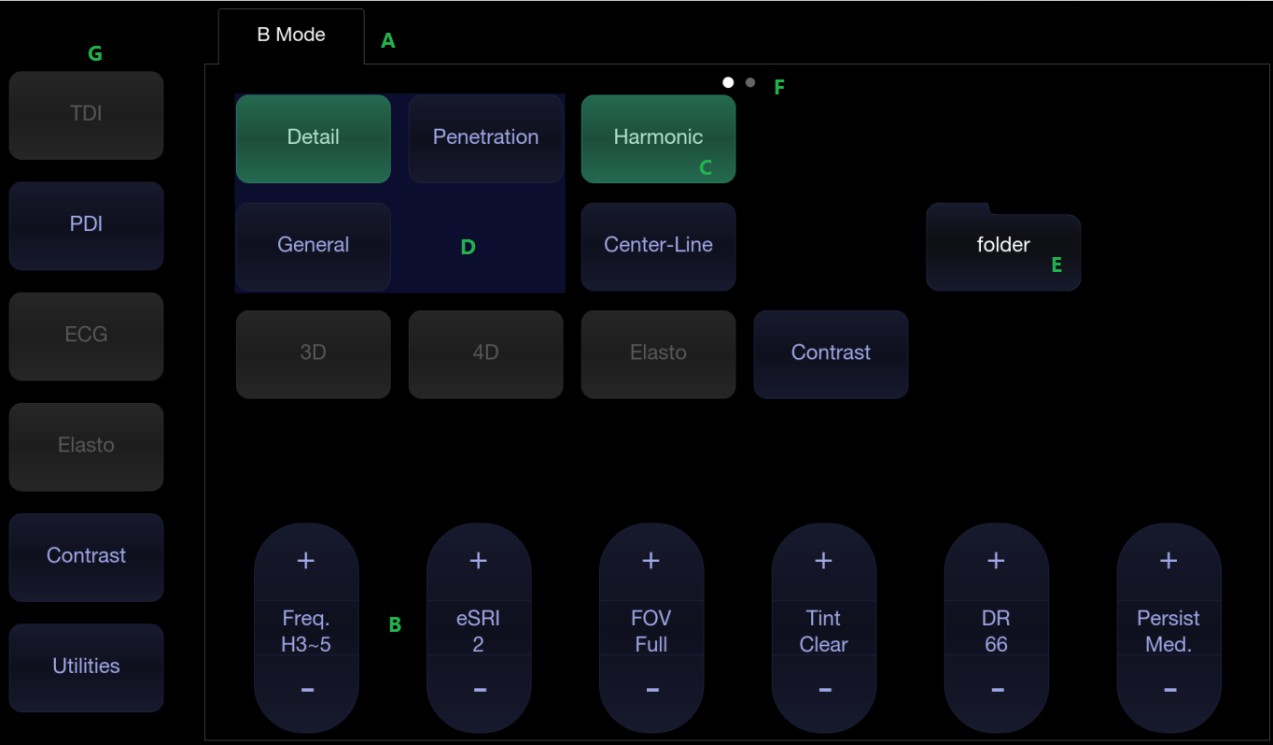 B Mode
A
G
F
TDI
Detail
Penetration
Harmonic
C
PDI
General
D
Center-Line
folder
E
ECG
3D
4D
Elasto
Contrast
Elasto
Contrast
Utilities
+
Freq.
H3~5
-
B
+
eSRI
2
-
+
FOV
Full
-
+
Tint
Clear
-
+
DR
66
-
+
Persist
Med.
-